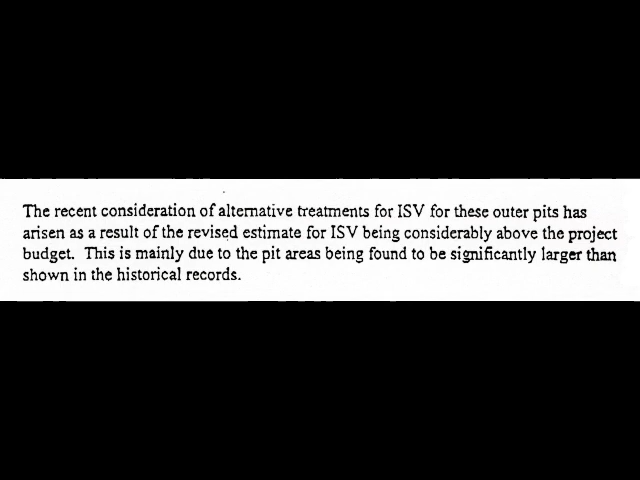 The recent consideration of alternative treatments for ISV for these outer pits has
arisen as a result of the revised estimate for ISV being considerably above the project
budget. This is mainly due to the pit areas being found to be significantly larger than
shown in the historical records.